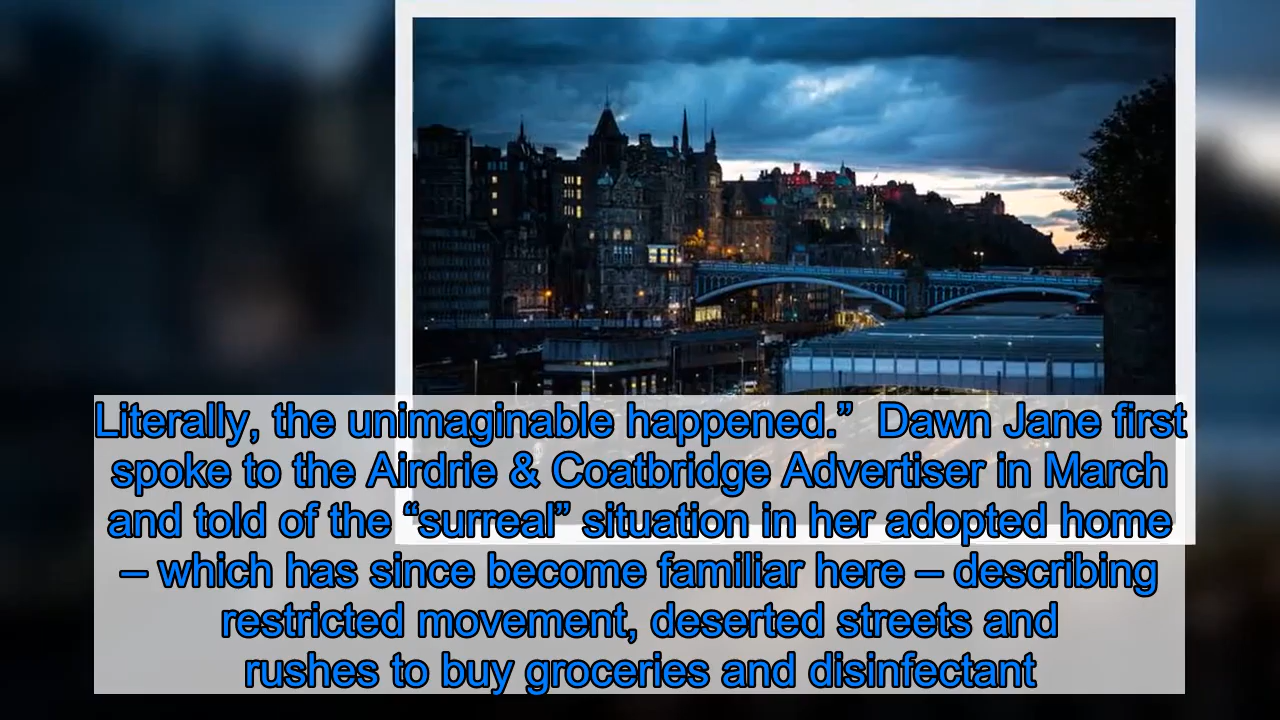 Literally, the unimaginable happened.”  Dawn Jane first
spoke to the Airdrie & Coatbridge Advertiser in March
and told of the “surreal” situation in her adopted home
– which has since become familiar here – describing
restricted movement, deserted streets and
rushes to buy groceries and disinfectant